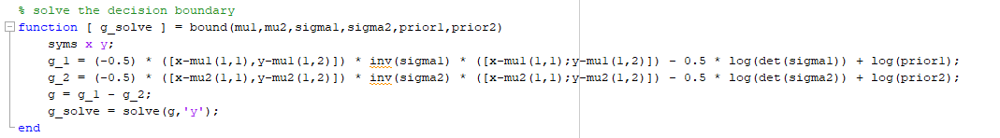 % solve the decision boundary
function [ g_solve ] = bound(mu1,mu2,sigma1,sigma2,prior1,prior2)
syms x y;
g_1 = (-0.5) * ([x-mu1(1,1),y-mu1(1,2)]) * inv(sigma1) * ([x-mu1(1,1);y-mu1(1,2)]) - 0.5 * log(det(sigma1)) + log(prior1);
g_2 = (-0.5) * ([x-mu2(1,1),y-mu2(1,2)]) * inv(sigma2) * ([x-mu2(1,1);y-mu2(1,2)]) - 0.5 * log(det(sigma2)) + log(prior2);
g = g_1 - g_2;
g_solve = solve(g,'y');
end